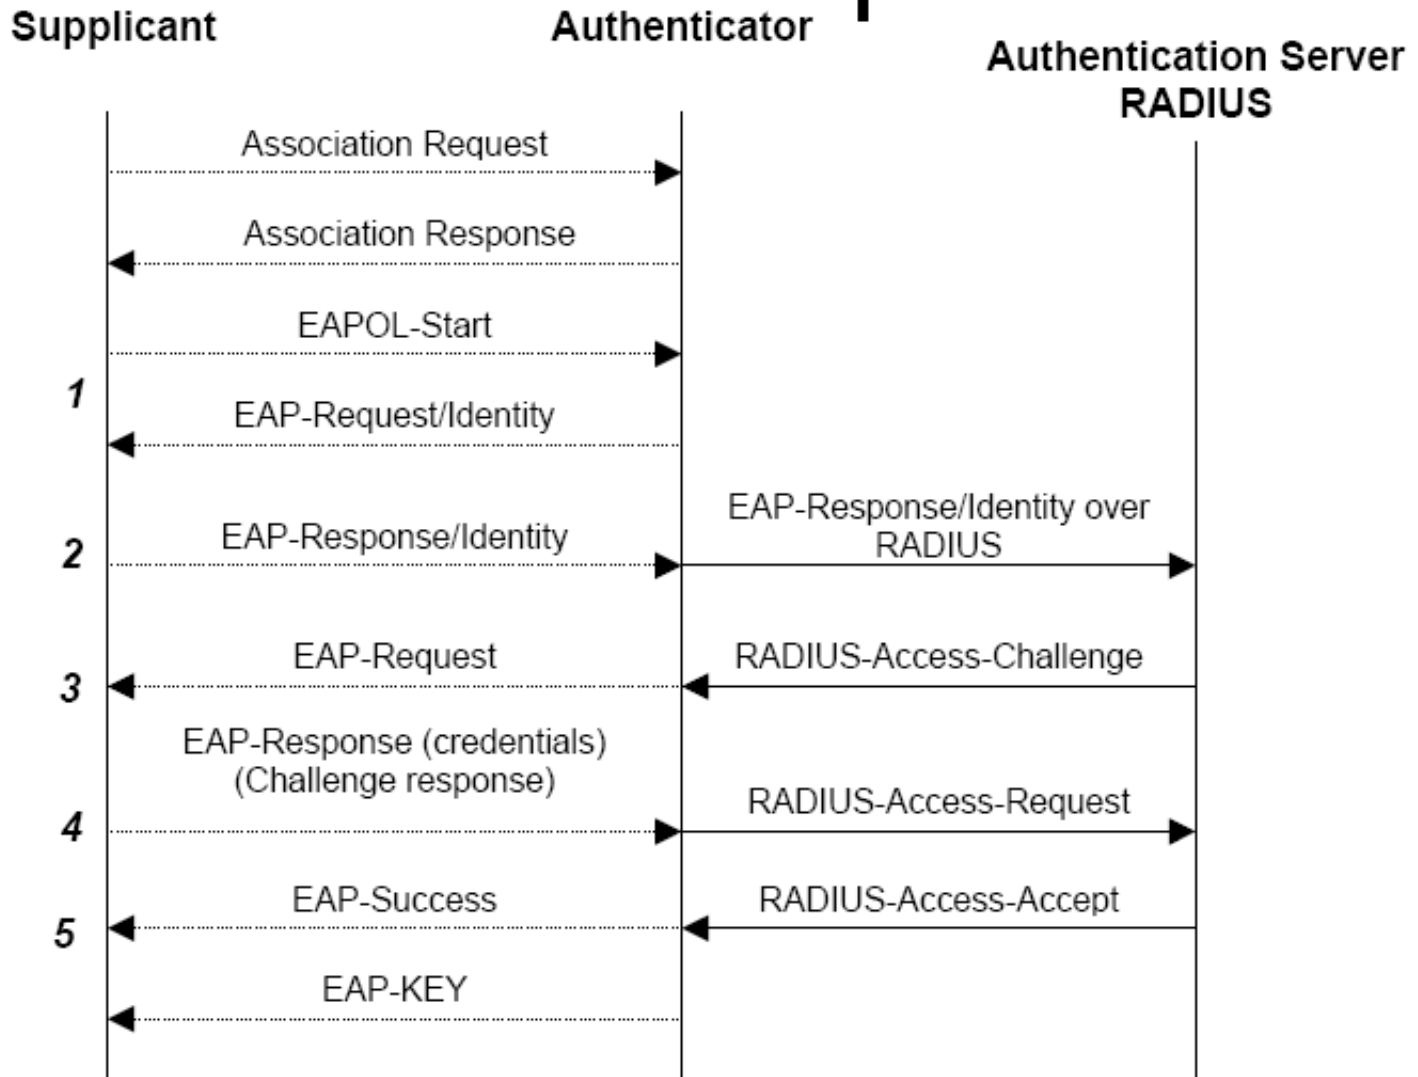 Supplicant
Authenticator
Authentication Server
RADIUS
Association Request
Association Response
EAPOL-Start
1
EAP-Request/Identity
EAP-Response/Identity over
RADIUS
2
EAP-Response/Identity
EAP-Request
RADIUS-Access-Challenge
3
EAP-Response (credentials)
(Challenge response)
RADIUS-Access-Request
4
EAP-Success
RADIUS-Access-Accept
5
EAP-KEY